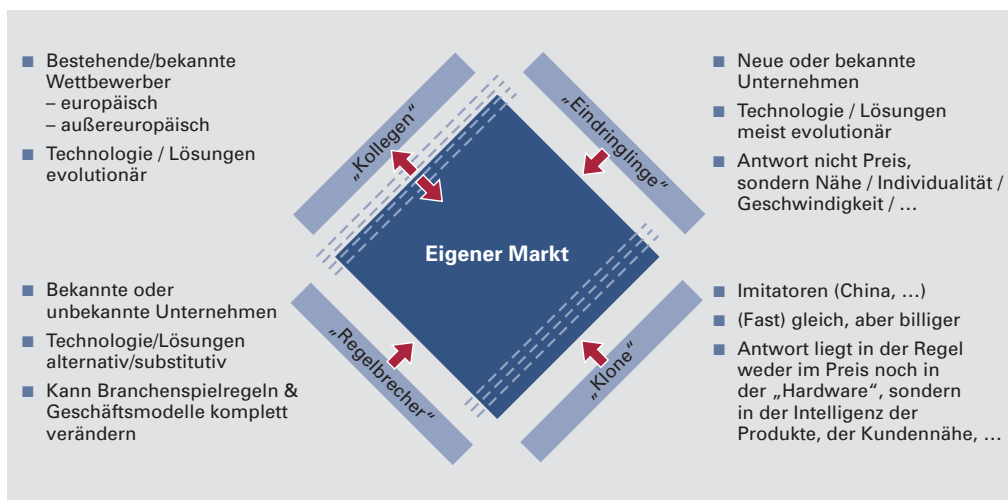 Bestehende/bekannte
Wettbewerber
– europäisch
– außereuropäisch
Technologie / Lösungen
evolutionär
„Kollegen“
„Eindringlinge“
Neue oder bekannte
Unternehmen
Technologie / Lösungen
meist evolutionär
Antwort nicht Preis,
sondern Nähe / Individualität /
Geschwindigkeit / …
Eigener Markt
Bekannte oder
unbekannte Unternehmen
Technologie/Lösungen
alternativ/substitutiv
Kann Branchenspielregeln &
Geschäftsmodelle komplett
verändern
„Regelbrecher“
„Klone“
Imitatoren (China, …)
(Fast) gleich, aber billiger
Antwort liegt in der Regel
weder im Preis noch in
der „Hardware“, sondern
in der Intelligenz der
Produkte, der Kundennähe, …